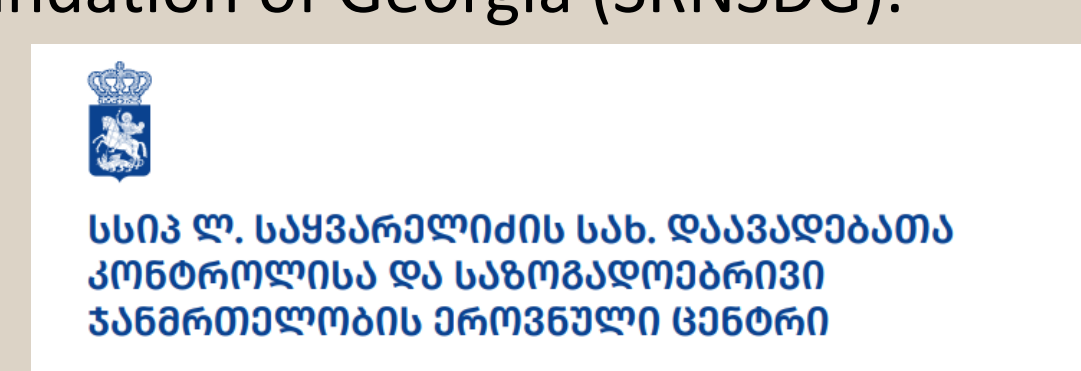 ndation of Georgia (SRNSDG).
სსიპ ლ. საყვარელიძის სახ. დაავადებათა
კონტროლისა და საზოგადოებრივი
ჯანმრთელობის ეროვნული ცენტრი